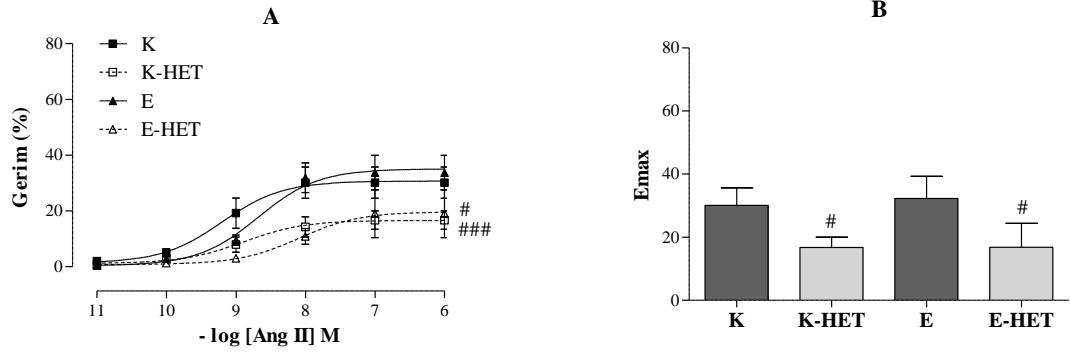 A
K
K-HET
E
E-HET
Gerim (%)
80
60
40
20
0
#
###
11 10 9 8 7 6
- log [Ang II] M
B
Emax
80
60
40
20
0
# #
K K-HET E E-HET